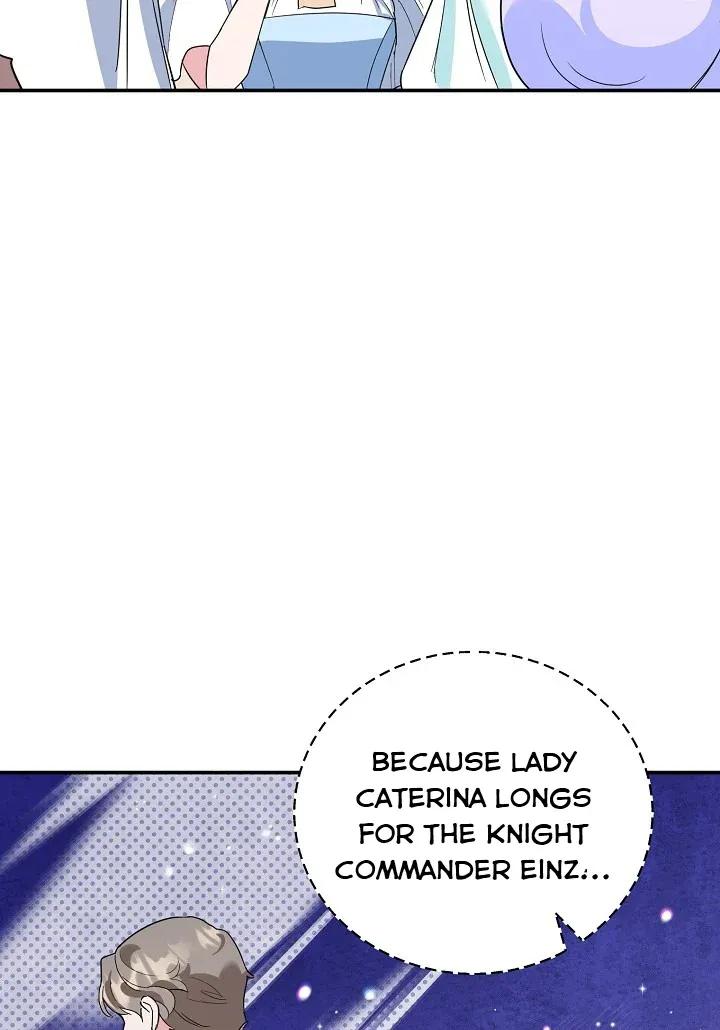 BECAUSE LADY
CATERINA LONGS
FOR THE KNIGHT
COMMANDER EINZ...